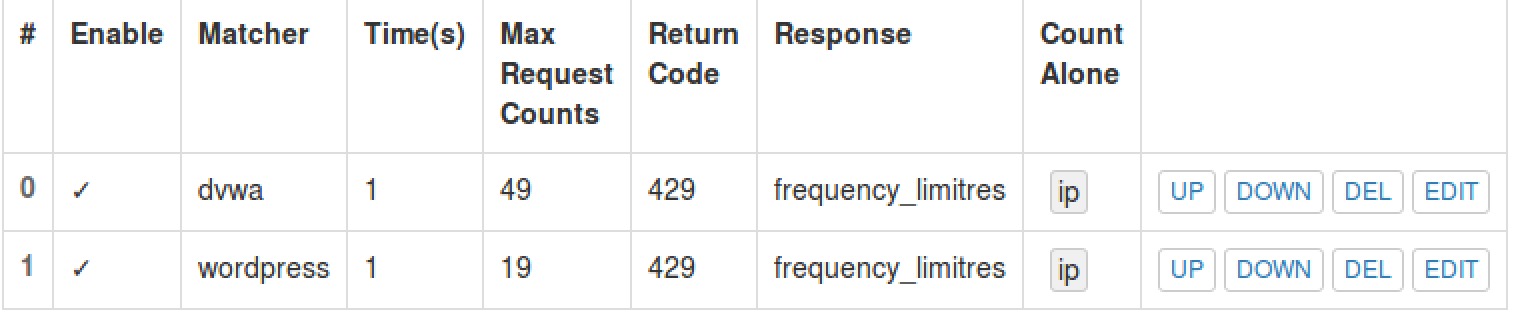 # Enable Matcher Time(s) Max Request Counts Return Code Response Count Alone
0 ✓ dvwa 1 49 429 frequency_limitres ip UP DOWN DEL EDIT
1 ✓ wordpress 1 19 429 frequency_limitres ip UP DOWN DEL EDIT